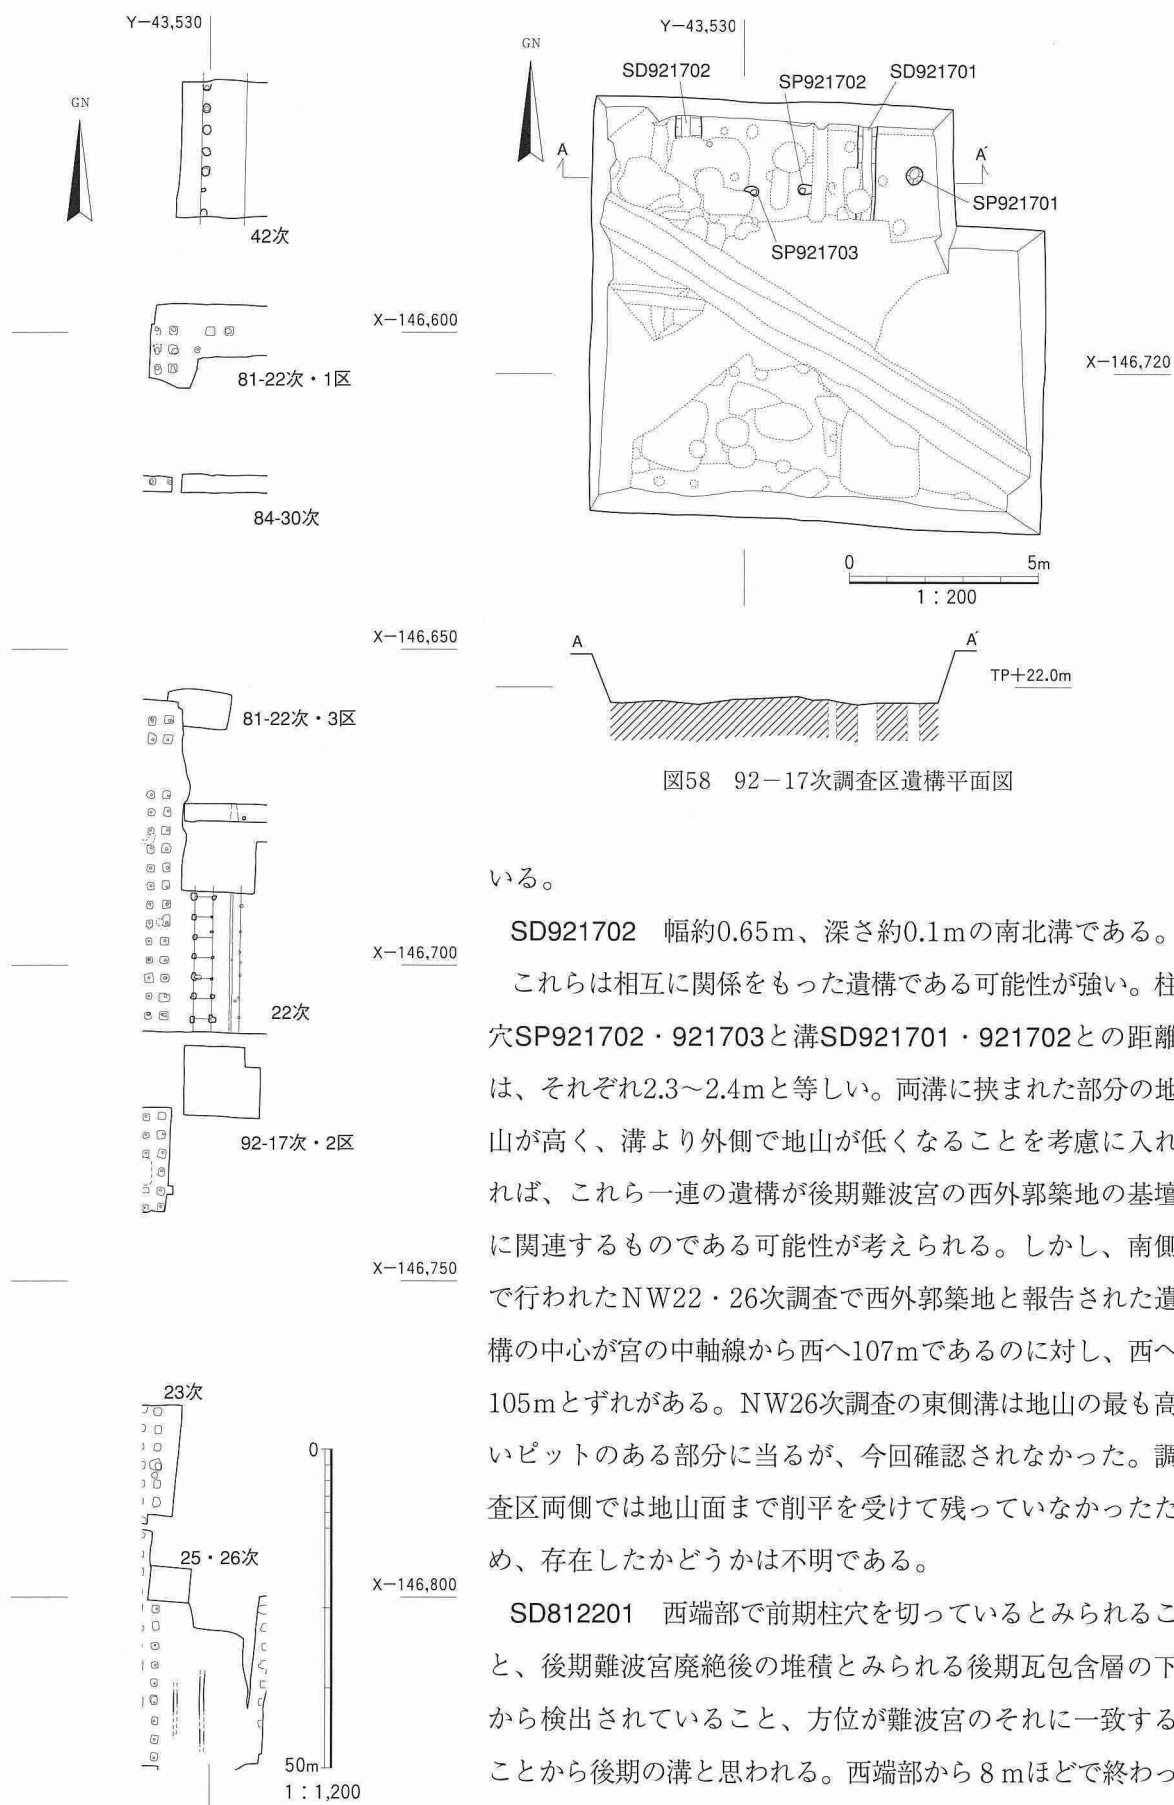 Y−43,530
GN
42次
X−146,600
81-22次・1区
84-30次
X−146,650
81-22次・3区
X−146,700
22次
92-17次・2区
X−146,750
23次
0
25・26次
X−146,800
50m
1：1,200
Y−43,530
GN
SD921702
SP921702
SD921701
A
A´
SP921701
SP921703
X−146,720
0
5m
1：200
A
A´
TP＋22.0m
図58　92−17次調査区遺構平面図
いる。
SD921702　幅約0.65m、深さ約0.1mの南北溝である。
これらは相互に関係をもった遺構である可能性が強い。柱
穴SP921702・921703と溝SD921701・921702との距離
は、それぞれ2.3～2.4mと等しい。両溝に挟まれた部分の地
山が高く、溝より外側で地山が低くなることを考慮に入れ
れば、これら一連の遺構が後期難波宮の西外郭築地の基壇
に関連するものである可能性が考えられる。しかし、南側
で行われたNW22・26次調査で西外郭築地と報告された遺
構の中心が宮の中軸線から西へ107mであるのに対し、西へ
105mとずれがある。NW26次調査の東側溝は地山の最も高
いピットのある部分に当るが、今回確認されなかった。調
査区両側では地山面まで削平を受けて残っていなかったた
め、存在したかどうかは不明である。
SD812201　西端部で前期柱穴を切っているとみられるこ
と、後期難波宮廃絶後の堆積とみられる後期瓦包含層の下
から検出されていること、方位が難波宮のそれに一致する
ことから後期の溝と思われる。西端部から８mほどで終わっ